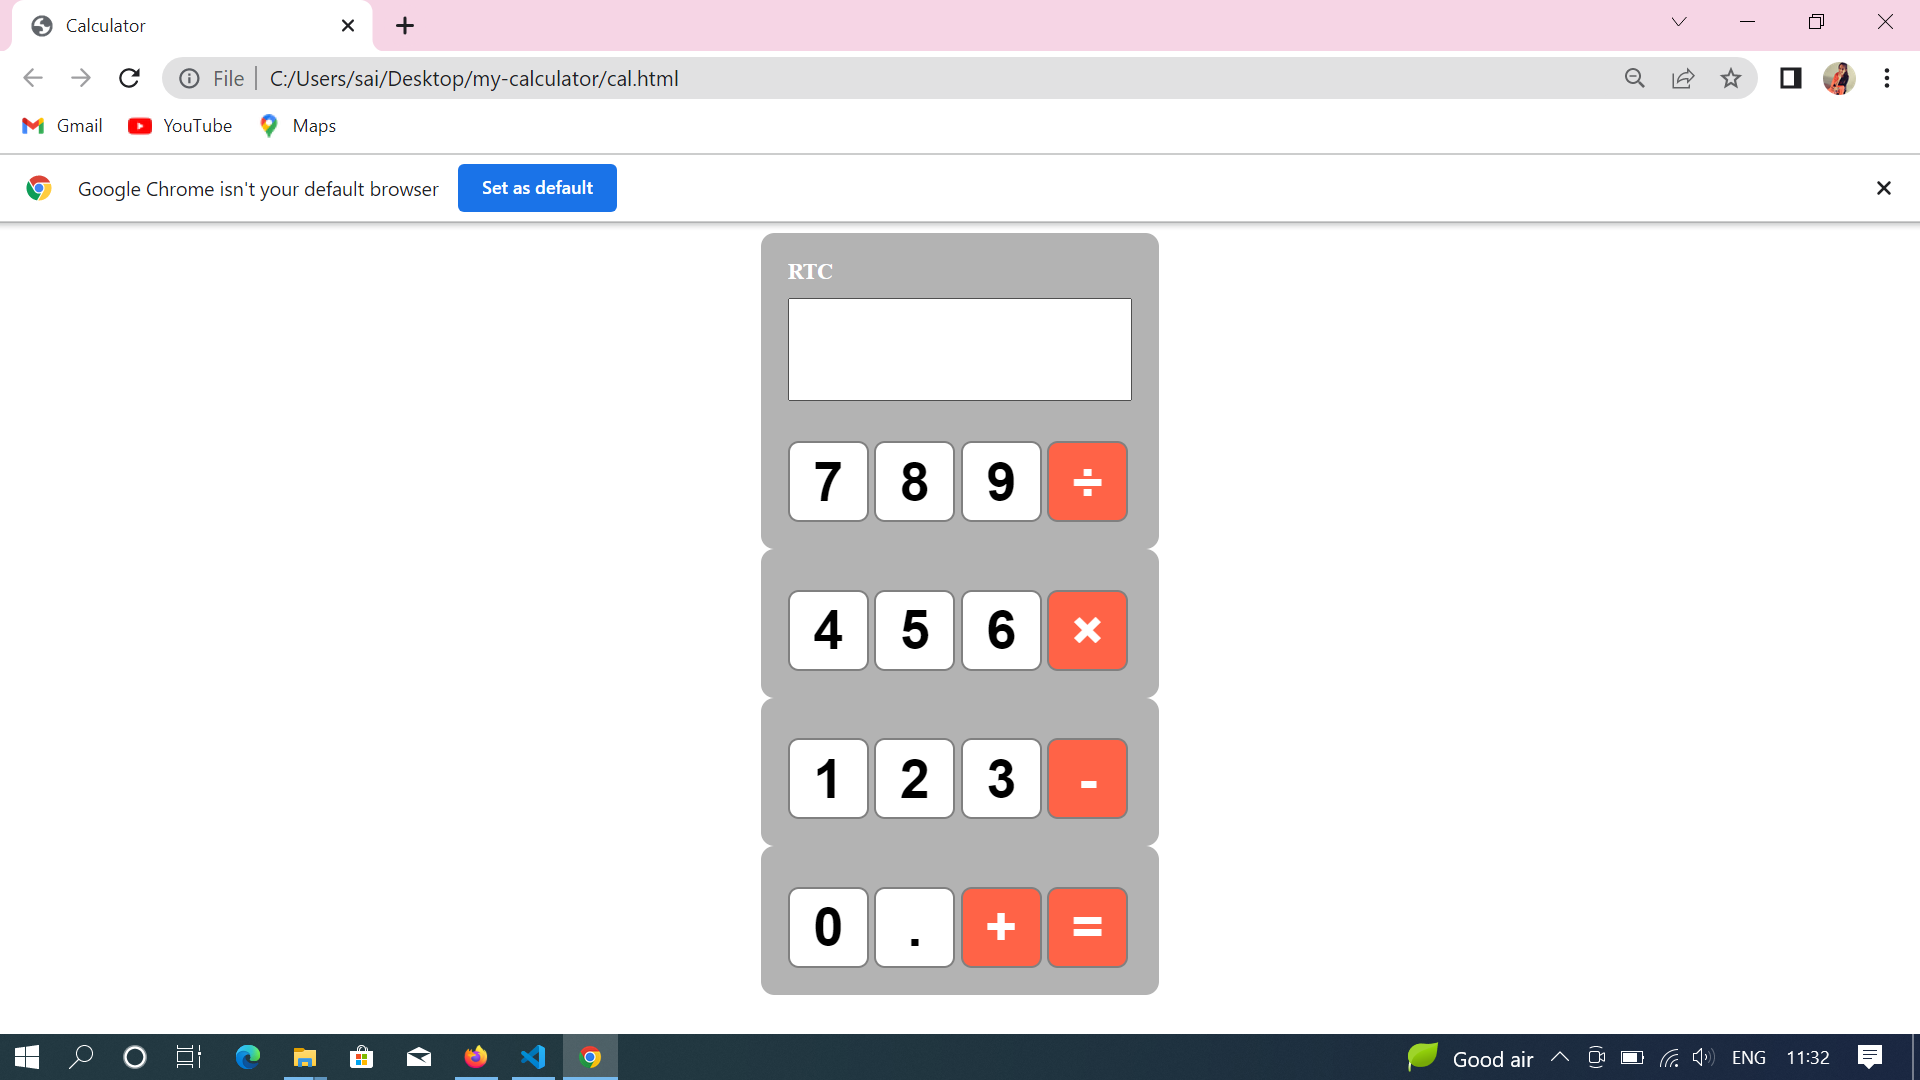 Calculator
File C:/Users/sai/Desktop/my-calculator/cal.html
Gmail YouTube Maps
Google Chrome isn't your default browser Set as default
RTC
7 8 9 ÷
4 5 6 ×
1 2 3 -
0 . + =
Good air ENG 11:32